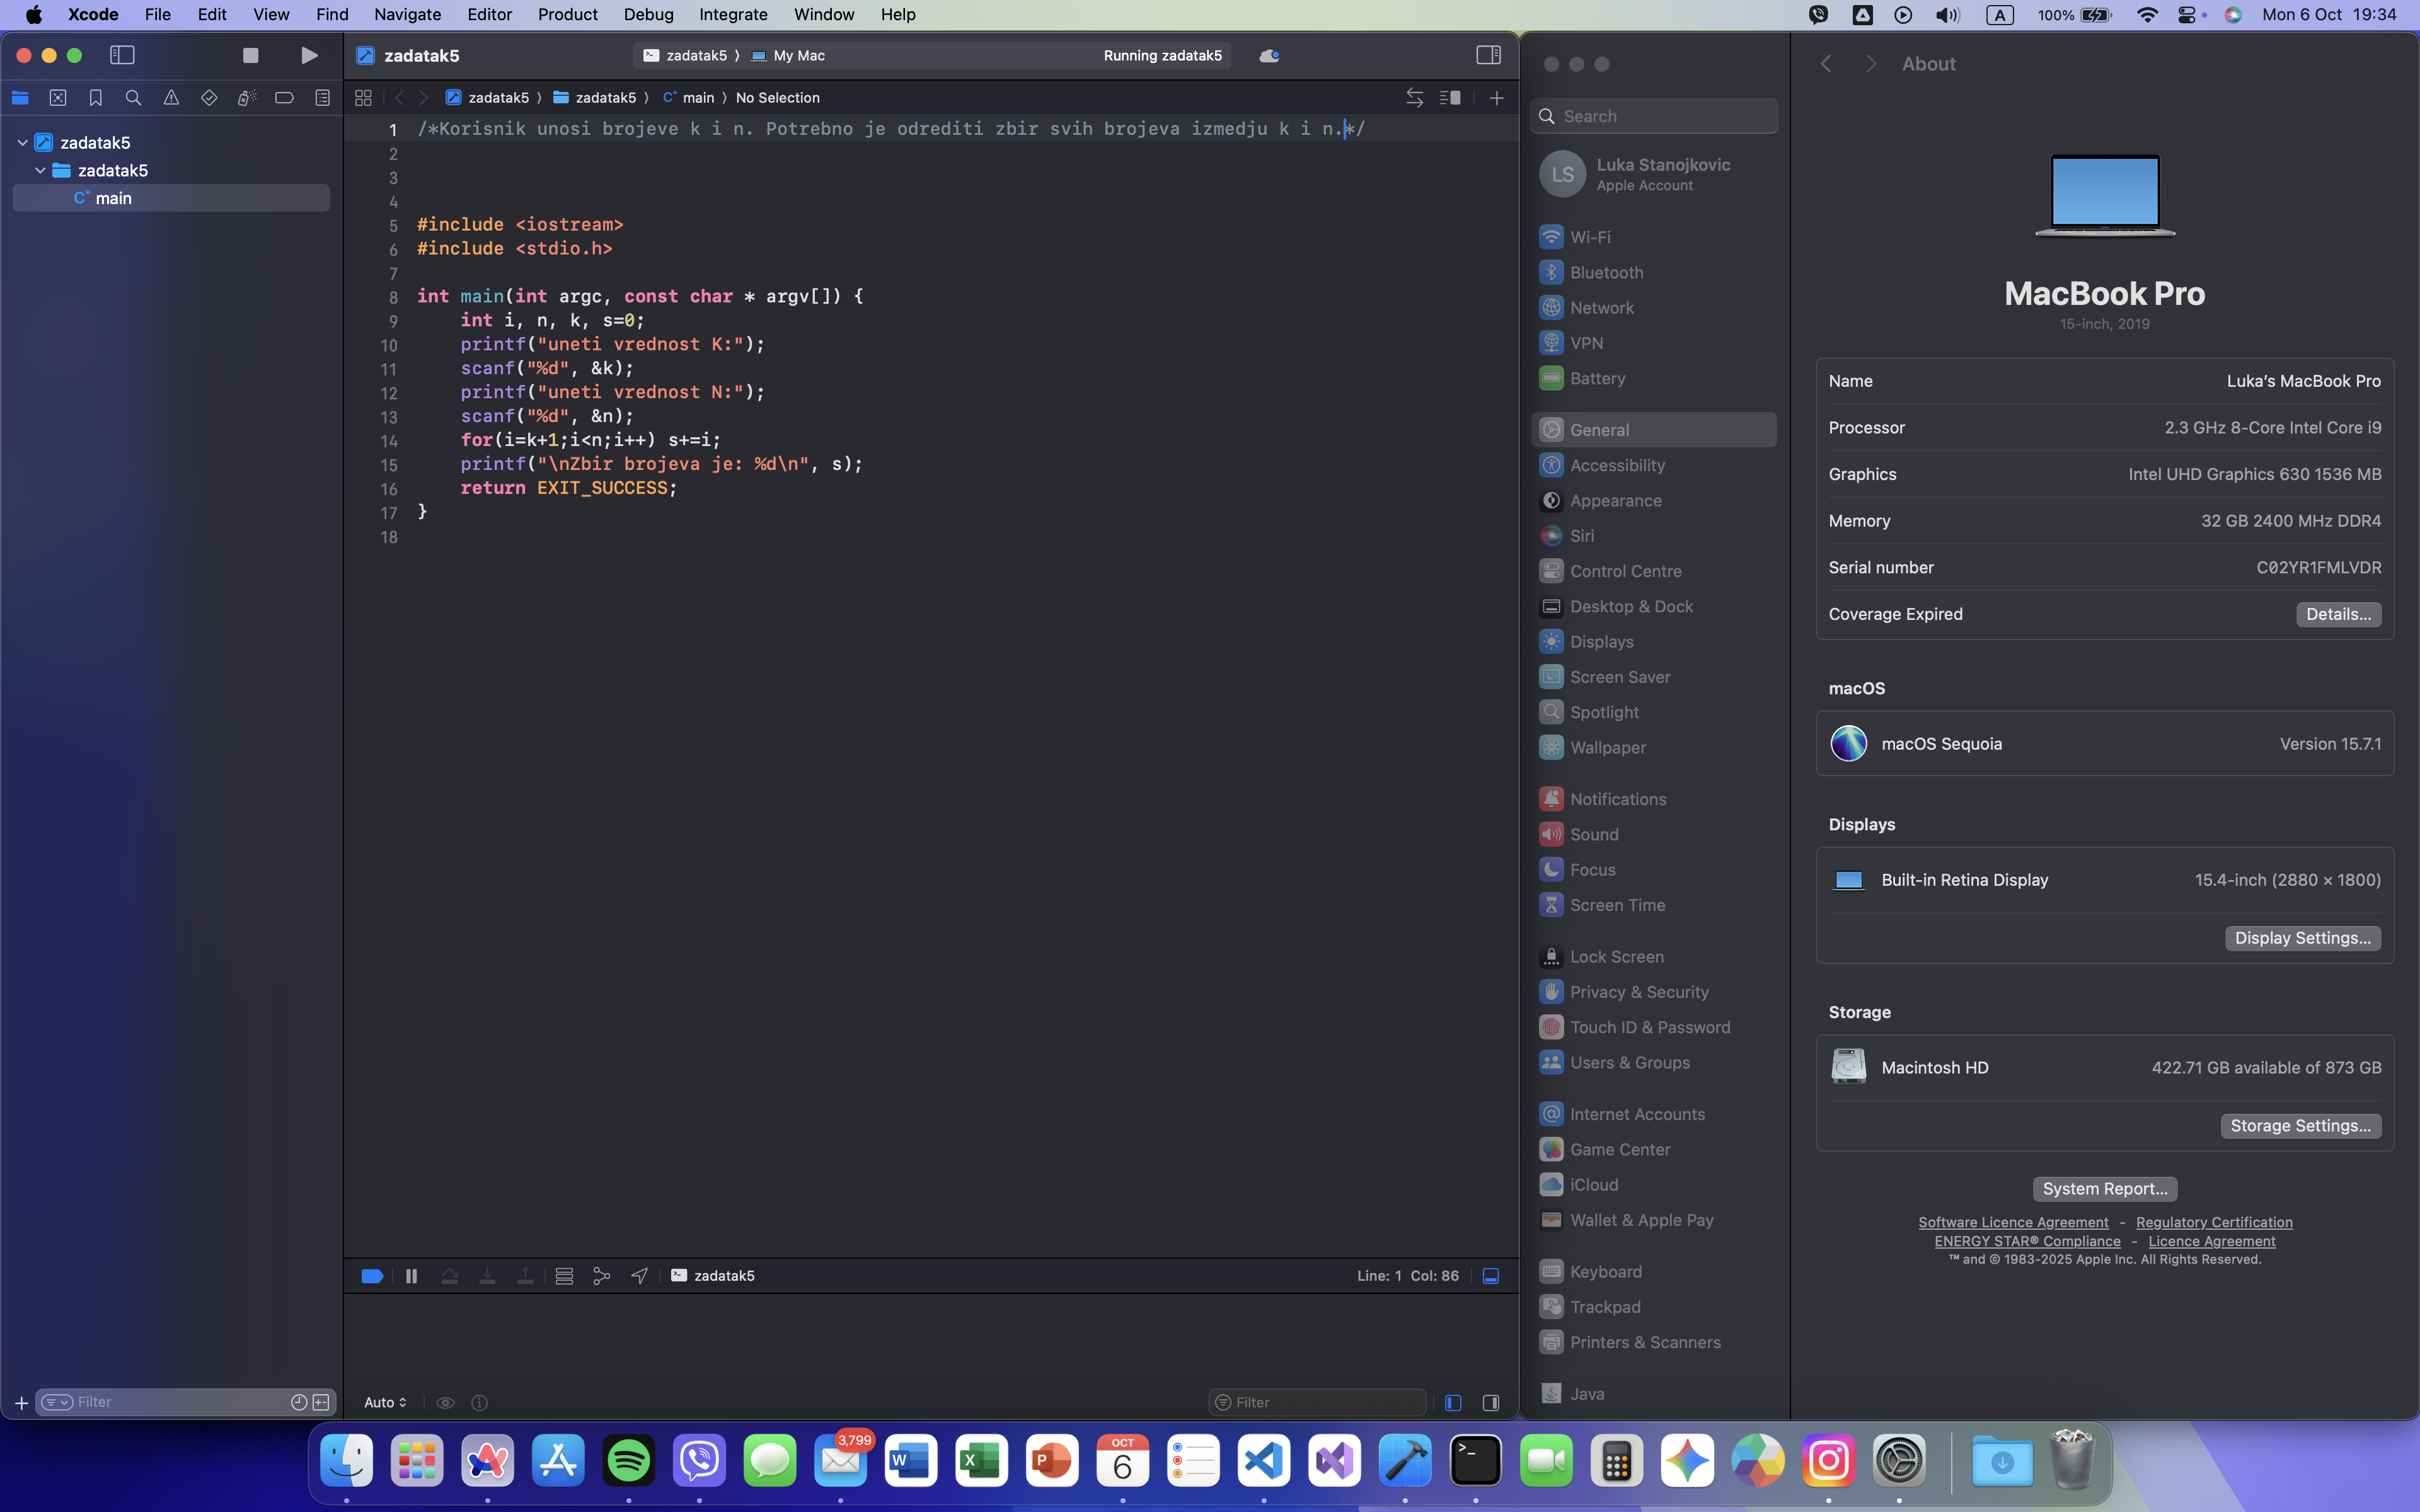 Xcode File Edit View Find Navigate Editor Product Debug Integrate Window Help
A 100% Mon 6 Oct 19:34
zadatak5
zadatak5 My Mac Running zadatak5
zadatak5 zadatak5 main No Selection
zadatak5
zadatak5
main
1 /*Korisnik unosi brojeve k i n. Potrebno je odrediti zbir svih brojeva izmedju k i n.*/
2
3
4
5 #include <iostream>
6 #include <stdio.h>
7
8 int main(int argc, const char * argv[]) {
9 int i, n, k, s=0;
10 printf("uneti vrednost K:");
11 scanf("%d", &k);
12 printf("uneti vrednost N:");
13 scanf("%d", &n);
14 for(i=k+1;i<n;i++) s+=i;
15 printf("\nZbir brojeva je: %d\n", s);
16 return EXIT_SUCCESS;
17 }
18
zadatak5
Line: 1 Col: 86
Filter
Auto
Filter
Search
LS
Luka Stanojkovic
Apple Account
Wi-Fi
Bluetooth
Network
VPN
Battery
General
Accessibility
Appearance
Siri
Control Centre
Desktop & Dock
Displays
Screen Saver
Spotlight
Wallpaper
Notifications
Sound
Focus
Screen Time
Lock Screen
Privacy & Security
Touch ID & Password
Users & Groups
Internet Accounts
Game Center
iCloud
Wallet & Apple Pay
Keyboard
Trackpad
Printers & Scanners
Java
About
MacBook Pro
15-inch, 2019
Name Luka's MacBook Pro
Processor 2.3 GHz 8-Core Intel Core i9
Graphics Intel UHD Graphics 630 1536 MB
Memory 32 GB 2400 MHz DDR4
Serial number C02YR1FMLVDR
Coverage Expired Details...
macOS
macOS Sequoia Version 15.7.1
Displays
Built-in Retina Display 15.4-inch (2880 × 1800)
Display Settings...
Storage
Macintosh HD 422.71 GB available of 873 GB
Storage Settings...
System Report...
Software Licence Agreement - Regulatory Certification
ENERGY STAR® Compliance - Licence Agreement
™ and © 1983-2025 Apple Inc. All Rights Reserved.
3,799
W
X
P
OCT
6